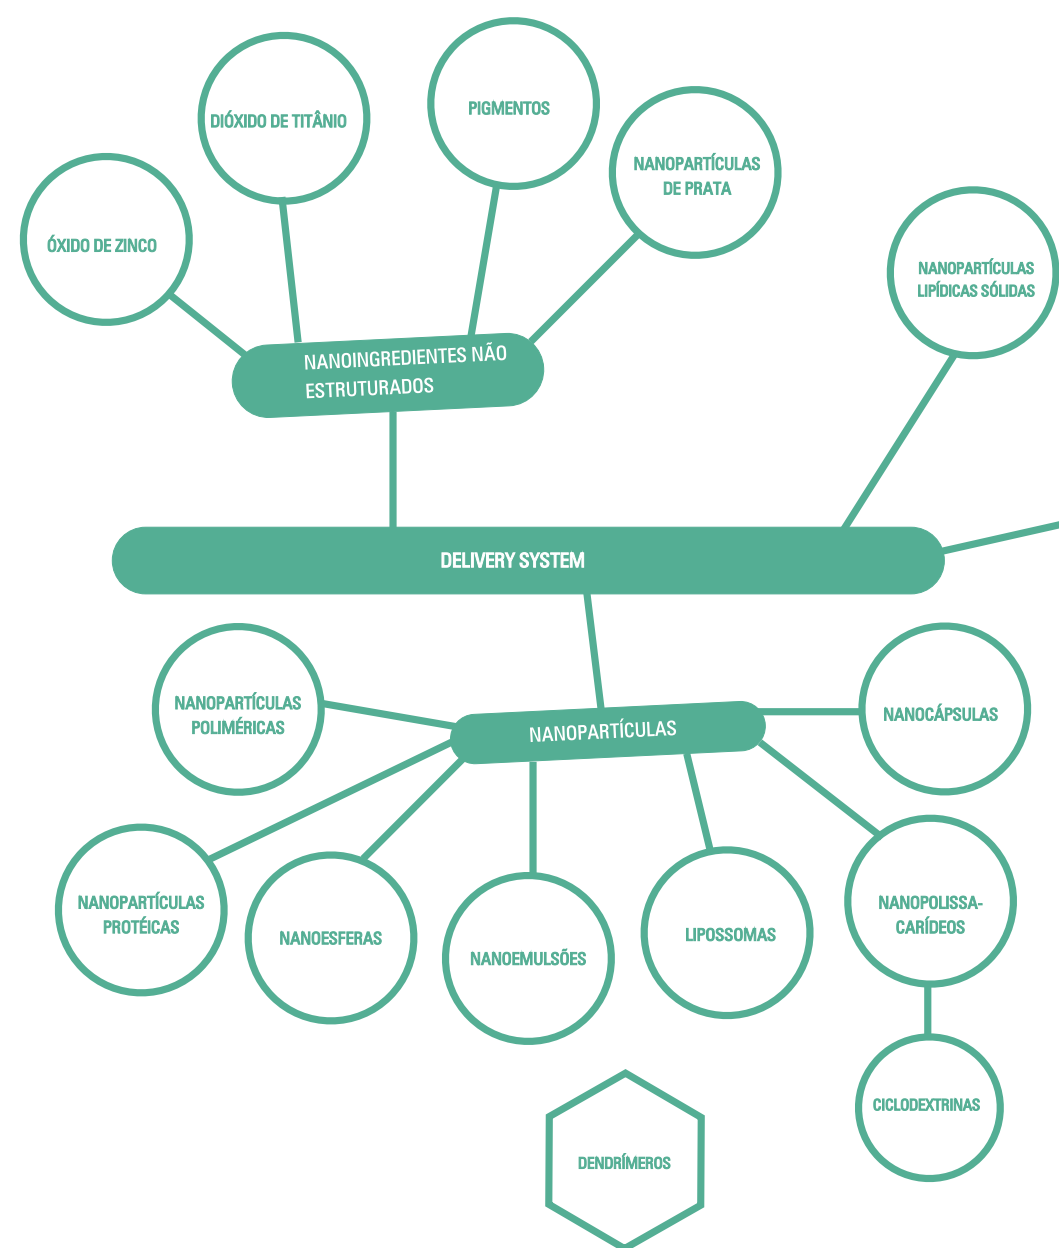 PIGMENTOS
DIÓXIDO DE TITÂNIO
NANOPARTÍCULAS
DE PRATA
ÓXIDO DE ZINCO
NANOPARTÍCULAS
LIPÍDICAS SÓLIDAS
NANOINGREDIENTES NÃO
ESTRUTURADOS
DELIVERY SYSTEM
NANOPARTÍCULAS
POLIMÉRICAS
NANOPARTÍCULAS
NANOCÁPSULAS
NANOPARTÍCULAS
PROTÉICAS
NANOESFERAS
NANOEMULSÕES
LIPOSSOMAS
NANOPOLISSA-
CARÍDEOS
CICLODEXTRINAS
DENDRÍMEROS